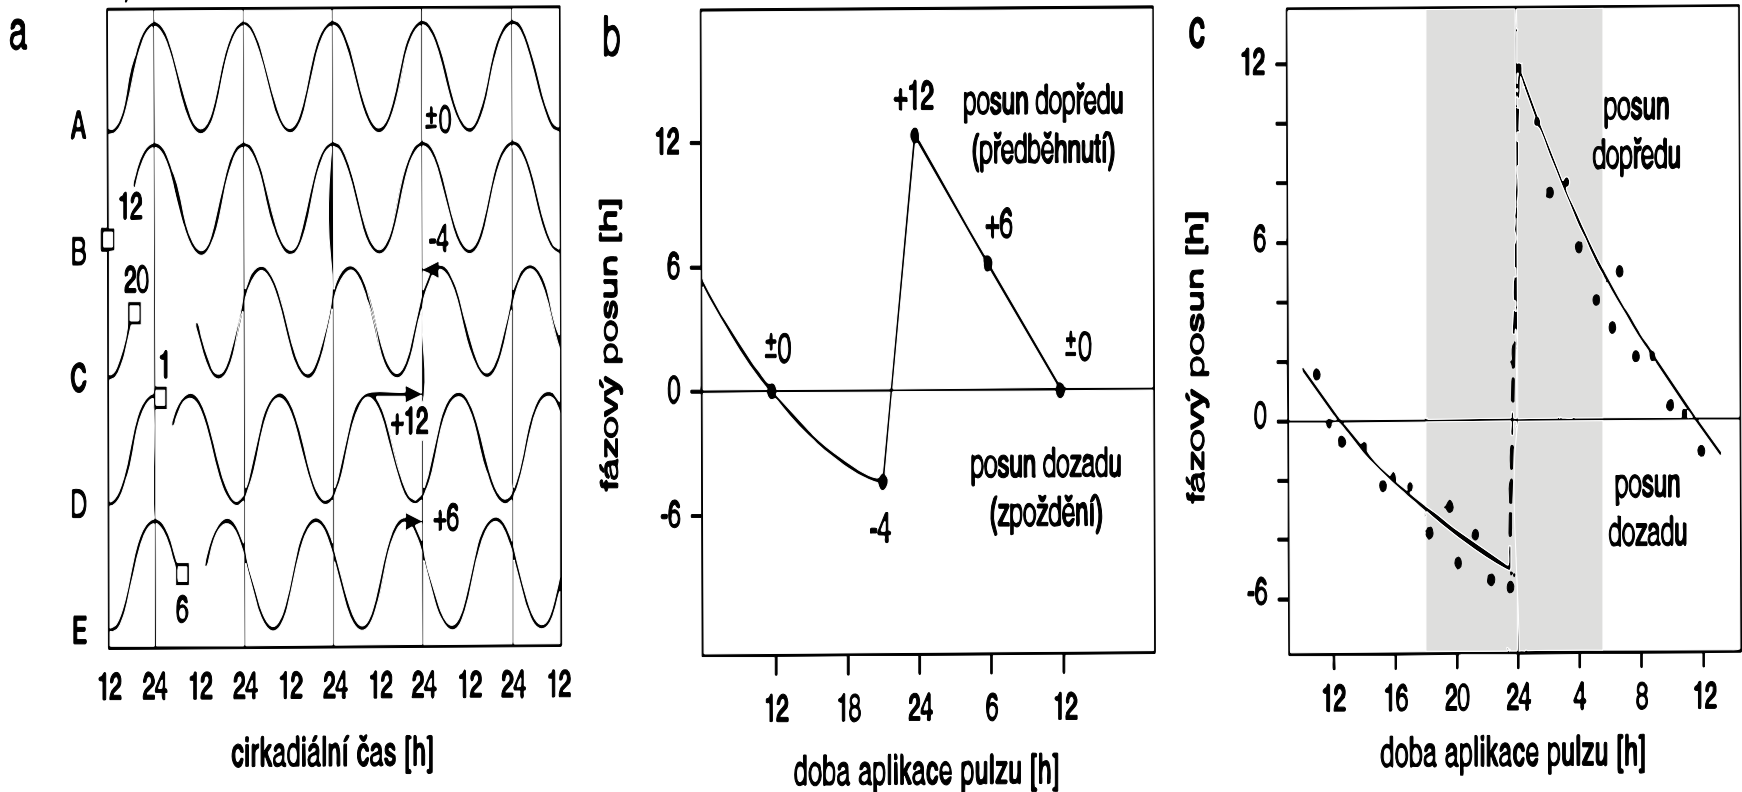 a
A
B
C
D
E
±0
12
-4
20
1
+12
+6
6
12 24 12 24 12 24 12 24 12 24 12
cirkadiální čas [h]
b
fázový posun [h]
12
6
0
-6
+12
posun dopředu
(předběhnutí)
+6
±0
±0
posun dozadu
(zpoždění)
-4
12 18 24 6 12
doba aplikace pulzu [h]
c
fázový posun [h]
12
6
0
-6
posun
dopředu
posun
dozadu
12 16 20 24 4 8 12
doba aplikace pulzu [h]